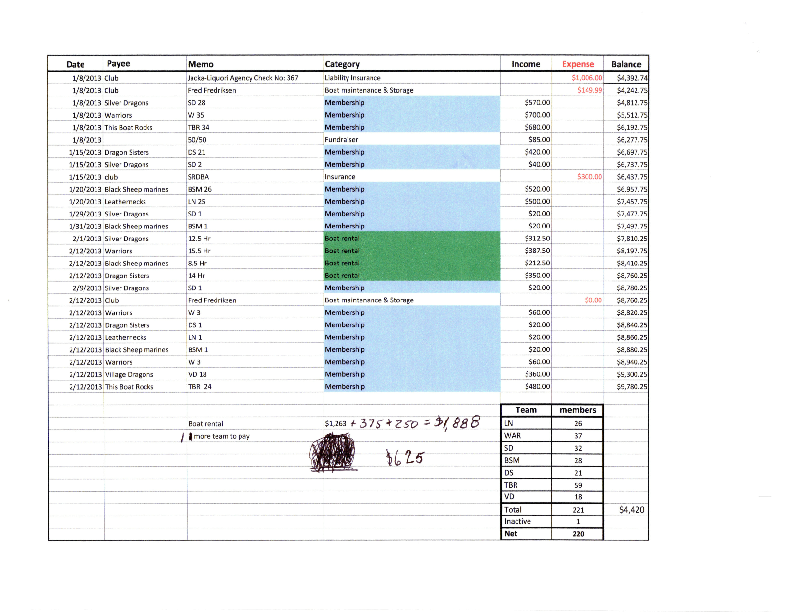 Date Payee Memo Category Income Expense Balance
1/8/2013 Club Jacka-Liquori Agency Check No: 367 Liability Insurance $1,006.00 $4,392.74
1/8/2013 Club Fred Fredriksen Boat maintenance & Storage $149.99 $4,242.75
1/8/2013 Silver Dragons SD 28 Membership $570.00 $4,812.75
1/8/2013 Warriors W 35 Membership $700.00 $5,512.75
1/8/2013 This Boat Rocks TBR 34 Membership $680.00 $6,192.75
1/8/2013 50/50 Fundraiser $85.00 $6,277.75
1/15/2013 Dragon Sisters DS 21 Membership $420.00 $6,697.75
1/15/2013 Silver Dragons SD 2 Membership $40.00 $6,737.75
1/15/2013 club SRDBA Insurance $300.00 $6,437.75
1/20/2013 Black Sheep marines BSM 26 Membership $520.00 $6,957.75
1/20/2013 Leathernecks LN 25 Membership $500.00 $7,457.75
1/29/2013 Silver Dragons SD 1 Membership $20.00 $7,477.75
1/31/2013 Black Sheep marines BSM 1 Membership $20.00 $7,497.75
2/1/2013 Silver Dragons 12.5 Hr Boat rental $312.50 $7,810.25
2/12/2013 Warriors 15.5 Hr Boat rental $387.50 $8,197.75
2/12/2013 Black Sheep marines 8.5 Hr Boat rental $212.50 $8,410.25
2/12/2013 Dragon Sisters 14 Hr Boat rental $350.00 $8,760.25
2/9/2013 Silver Dragons SD 1 Membership $20.00 $8,780.25
2/12/2013 Club Fred Fredriksen Boat maintenance & Storage $0.00 $8,760.25
2/12/2013 Warriors W 3 Membership $60.00 $8,820.25
2/12/2013 Dragon Sisters DS 1 Membership $20.00 $8,840.25
2/12/2013 Leathernecks LN 1 Membership $20.00 $8,860.25
2/12/2013 Black Sheep marines BSM 1 Membership $20.00 $8,880.25
2/12/2013 Warriors W 3 Membership $60.00 $8,940.25
2/12/2013 Village Dragons VD 18 Membership $360.00 $9,300.25
2/12/2013 This Boat Rocks TBR 24 Membership $480.00 $9,780.25
Team members
Boat rental $1,263 + 375 + 250 = $1,888 LN 26
1 more team to pay WAR 37
$625 SD 32
BSM 28
DS 21
TBR 59
VD 18
Total 221 $4,420
Inactive 1
Net 220